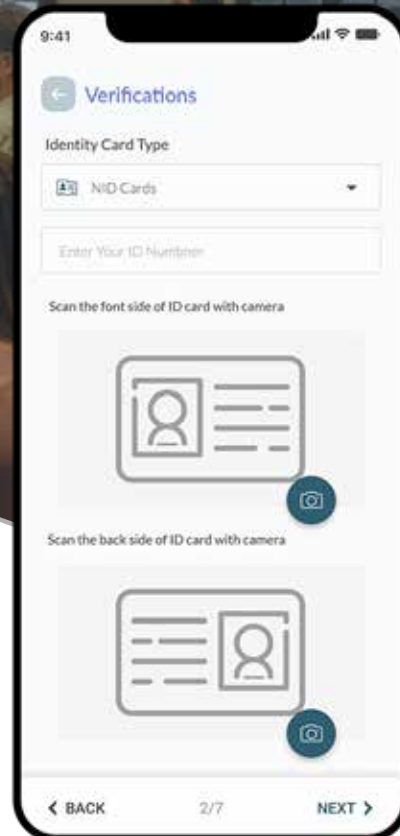 9:41
Verifications
Identity Card Type
NID Cards
Enter Your ID Number
Scan the font side of ID card with camera
Scan the back side of ID card with camera
BACK 2/7 NEXT